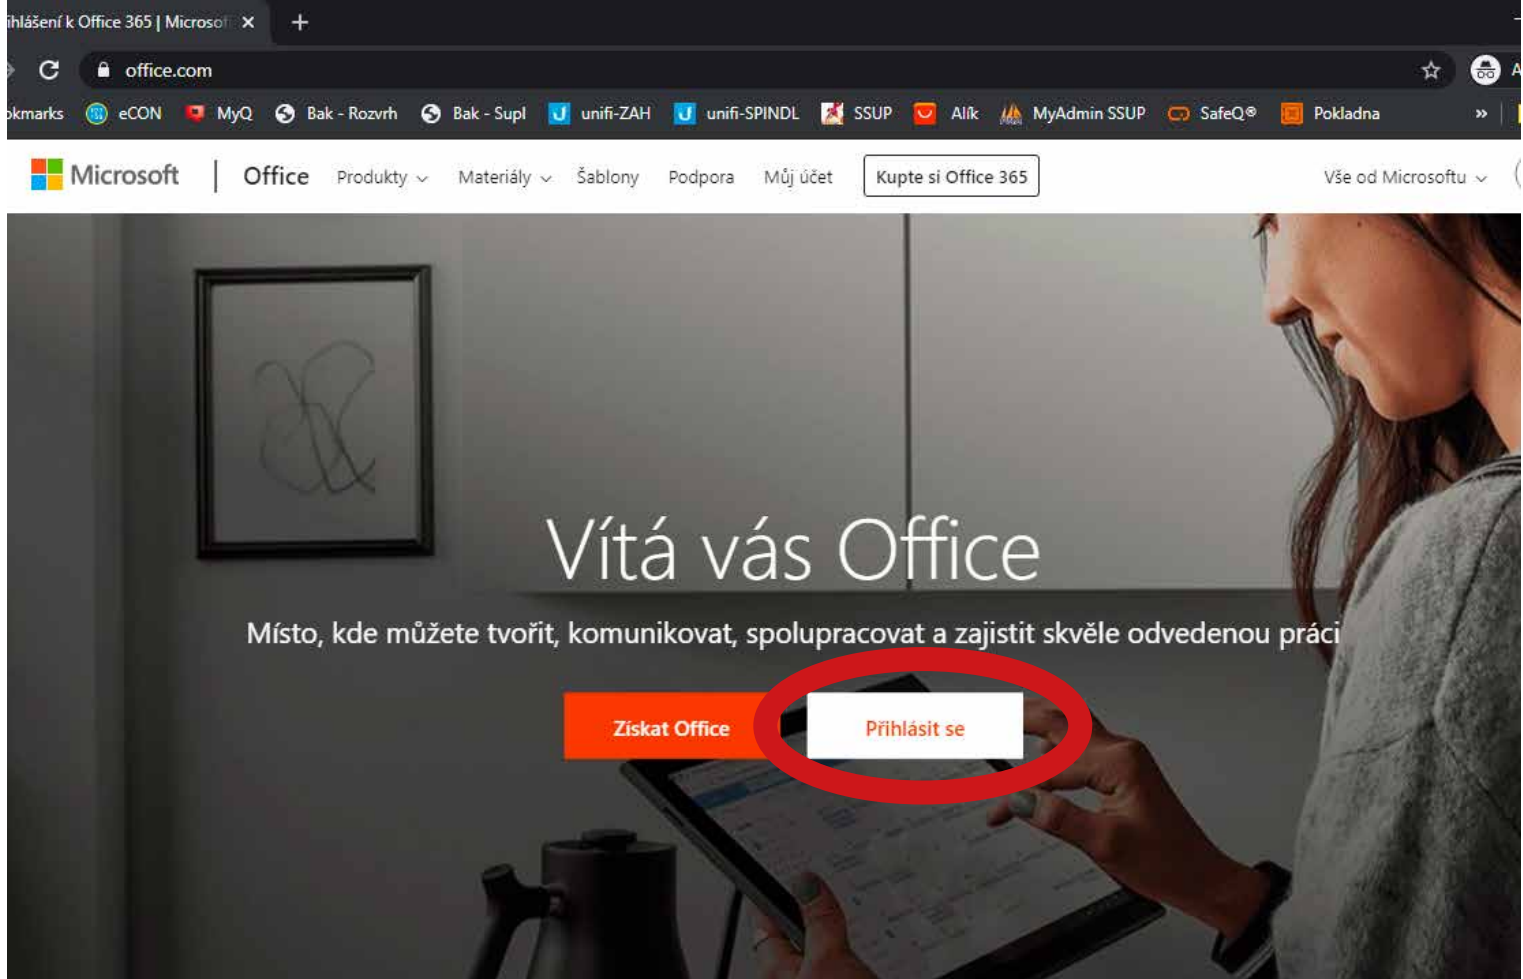 ihlášení k Office 365 | Microsof
office.com
okmarks eCON MyQ Bak - Rozvrh Bak - Supl unifi-ZAH unifi-SPINDL SSUP Alík MyAdmin SSUP SafeQ® Pokladna »
Microsoft | Office Produkty Materiály Šablony Podpora Můj účet Kupte si Office 365 Vše od Microsoftu
Vítá vás Office
Místo, kde můžete tvořit, komunikovat, spolupracovat a zajistit skvěle odvedenou práci
Získat Office Přihlásit se